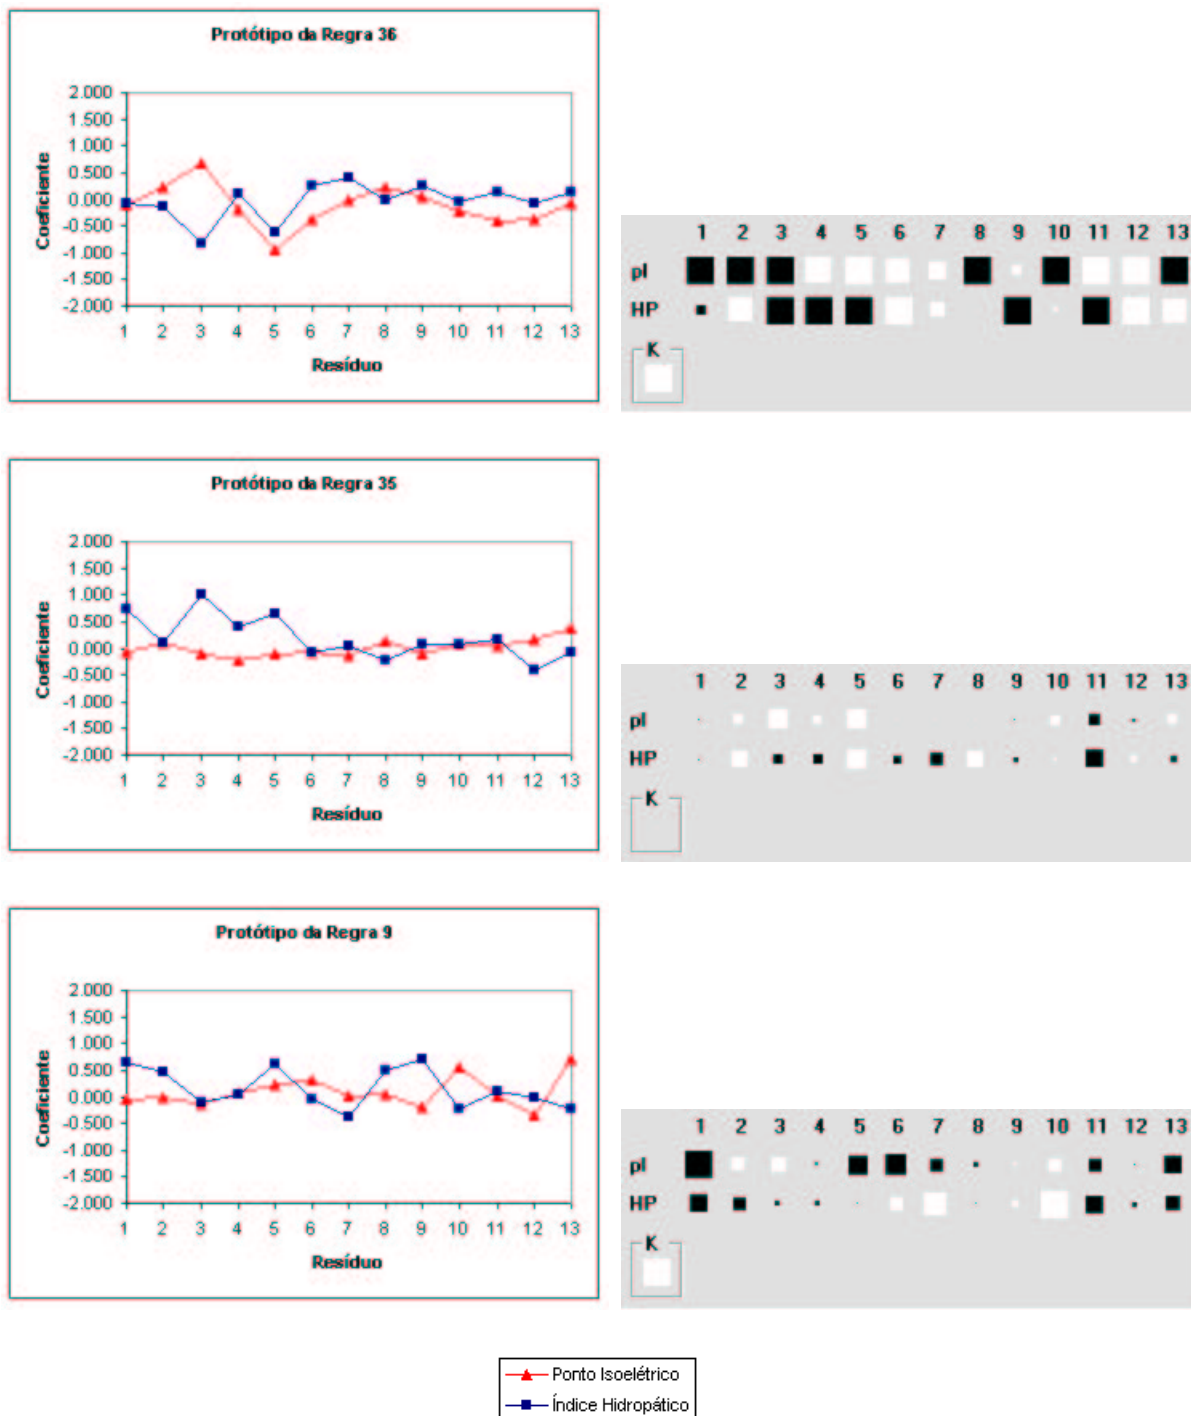 Protótipo da Regra 36
2.000
1.500
1.000
0.500
0.000
-0.500
-1.000
-1.500
-2.000
Coeficiente
1 2 3 4 5 6 7 8 9 10 11 12 13
Resíduo
1 2 3 4 5 6 7 8 9 10 11 12 13
pI
HP
K
Protótipo da Regra 35
2.000
1.500
1.000
0.500
0.000
-0.500
-1.000
-1.500
-2.000
Coeficiente
1 2 3 4 5 6 7 8 9 10 11 12 13
Resíduo
1 2 3 4 5 6 7 8 9 10 11 12 13
pI
HP
K
Protótipo da Regra 9
2.000
1.500
1.000
0.500
0.000
-0.500
-1.000
-1.500
-2.000
Coeficiente
1 2 3 4 5 6 7 8 9 10 11 12 13
Resíduo
1 2 3 4 5 6 7 8 9 10 11 12 13
pI
HP
K
Ponto Isoelétrico
Índice Hidropático